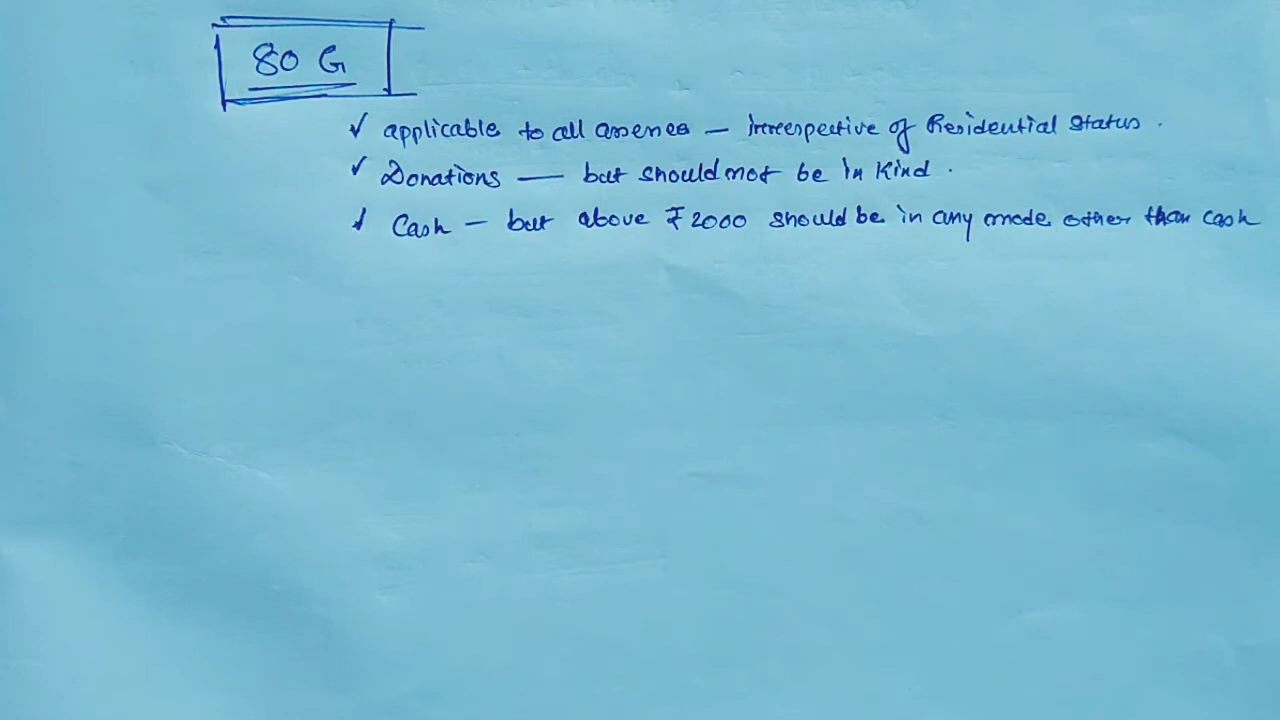 80 G
✓ applicable to all assesses — irrespective of Residential Status.
✓ Donations — but should not be in Kind.
✓ Cash — but above ₹2000 should be in any mode other than cash